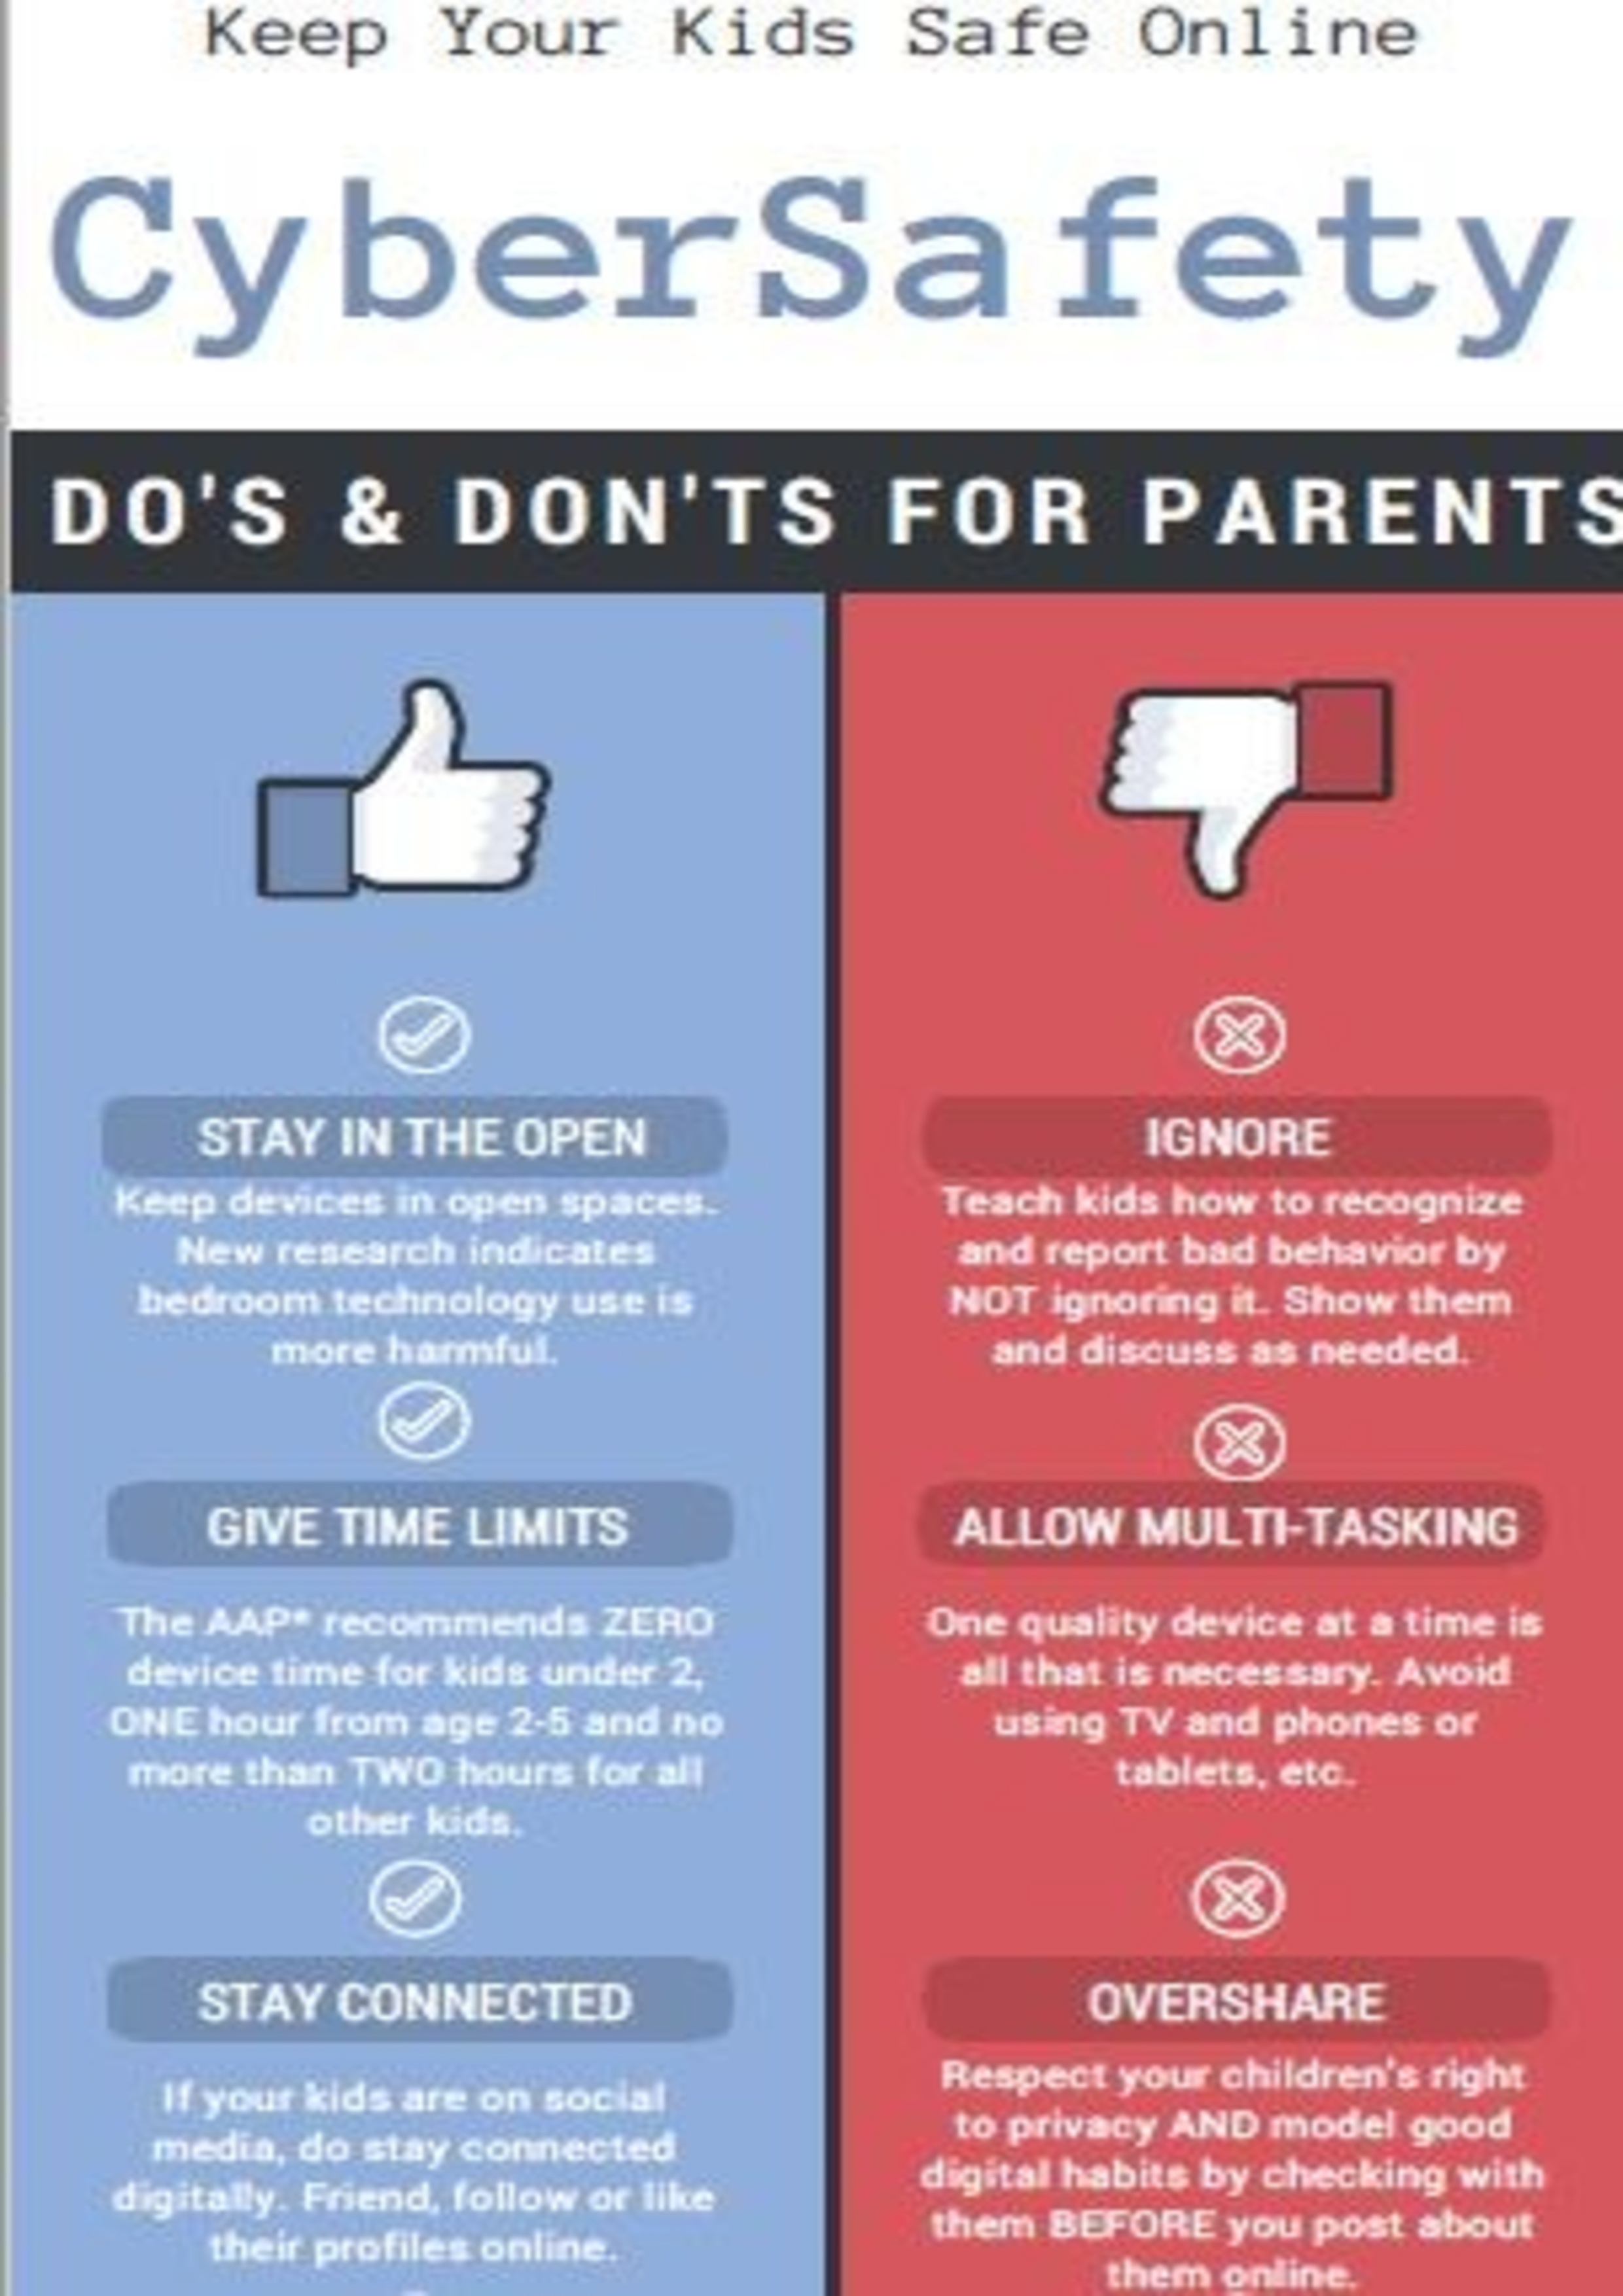 Keep Your Kids Safe Online
CyberSafety
DO'S & DON'TS FOR PARENTS
STAY IN THE OPEN
Keep devices in open spaces.
New research indicates
bedroom technology use is
more harmful.
GIVE TIME LIMITS
The AAP* recommends ZERO
device time for kids under 2,
ONE hour from age 2-5 and no
more than TWO hours for all
other kids.
STAY CONNECTED
If your kids are on social
media, do stay connected
digitally. Friend, follow or like
their profiles online.
IGNORE
Teach kids how to recognize
and report bad behavior by
NOT ignoring it. Show them
and discuss as needed.
ALLOW MULTI-TASKING
One quality device at a time is
all that is necessary. Avoid
using TV and phones or
tablets, etc.
OVERSHARE
Respect your children's right
to privacy AND model good
digital habits by checking with
them BEFORE you post about
them online.